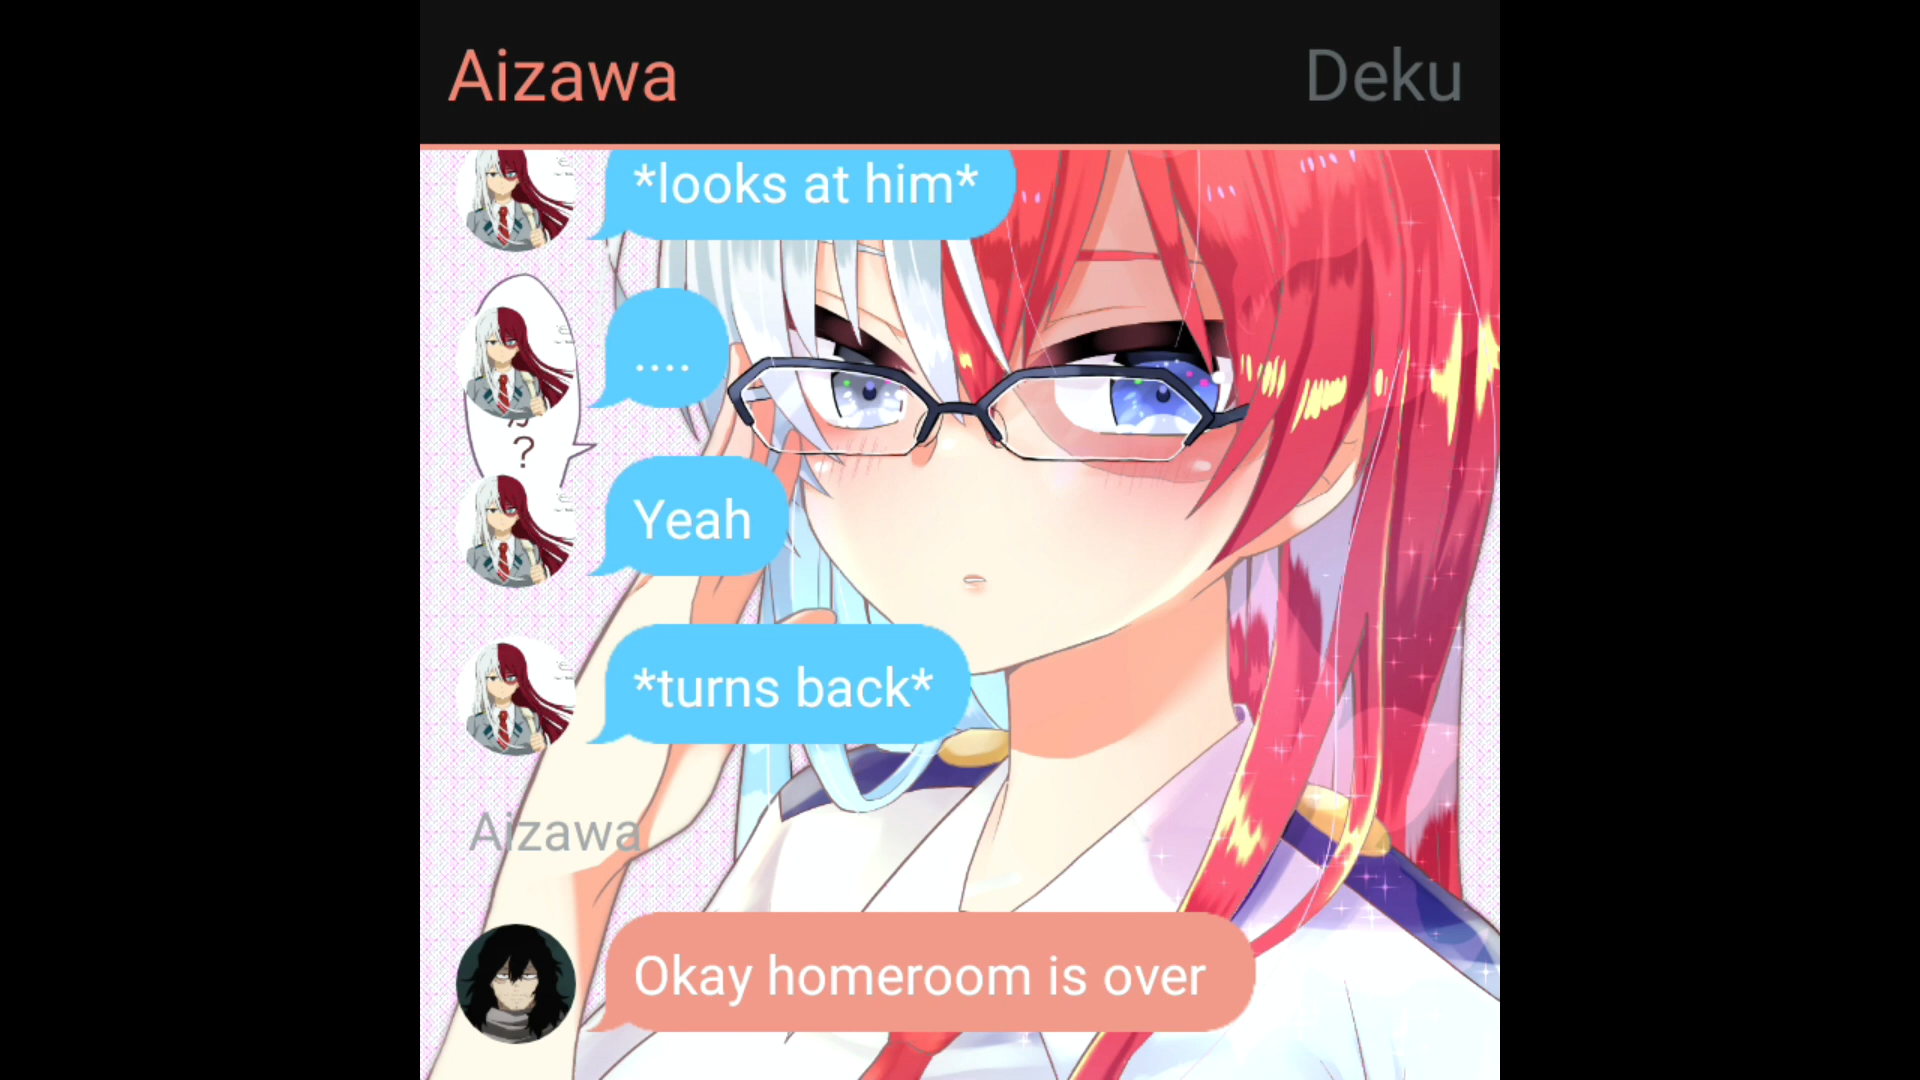 Aizawa
Deku
*looks at him*
....
?
Yeah
*turns back*
Aizawa
Okay homeroom is over